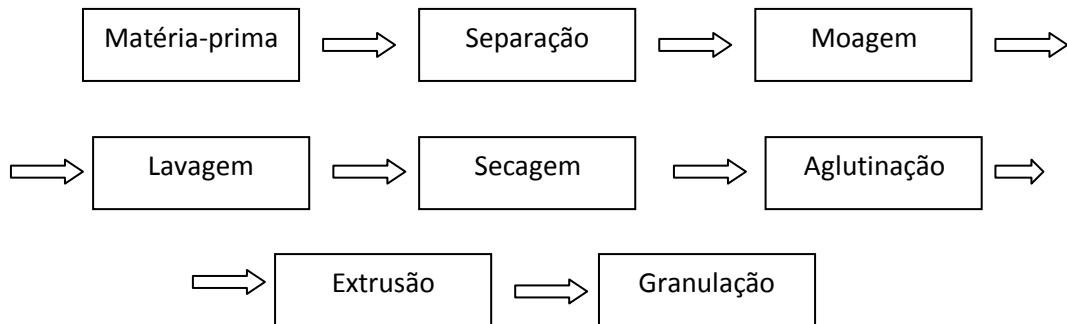 Matéria-prima
Separação
Moagem
Lavagem
Secagem
Aglutinação
Extrusão
Granulação